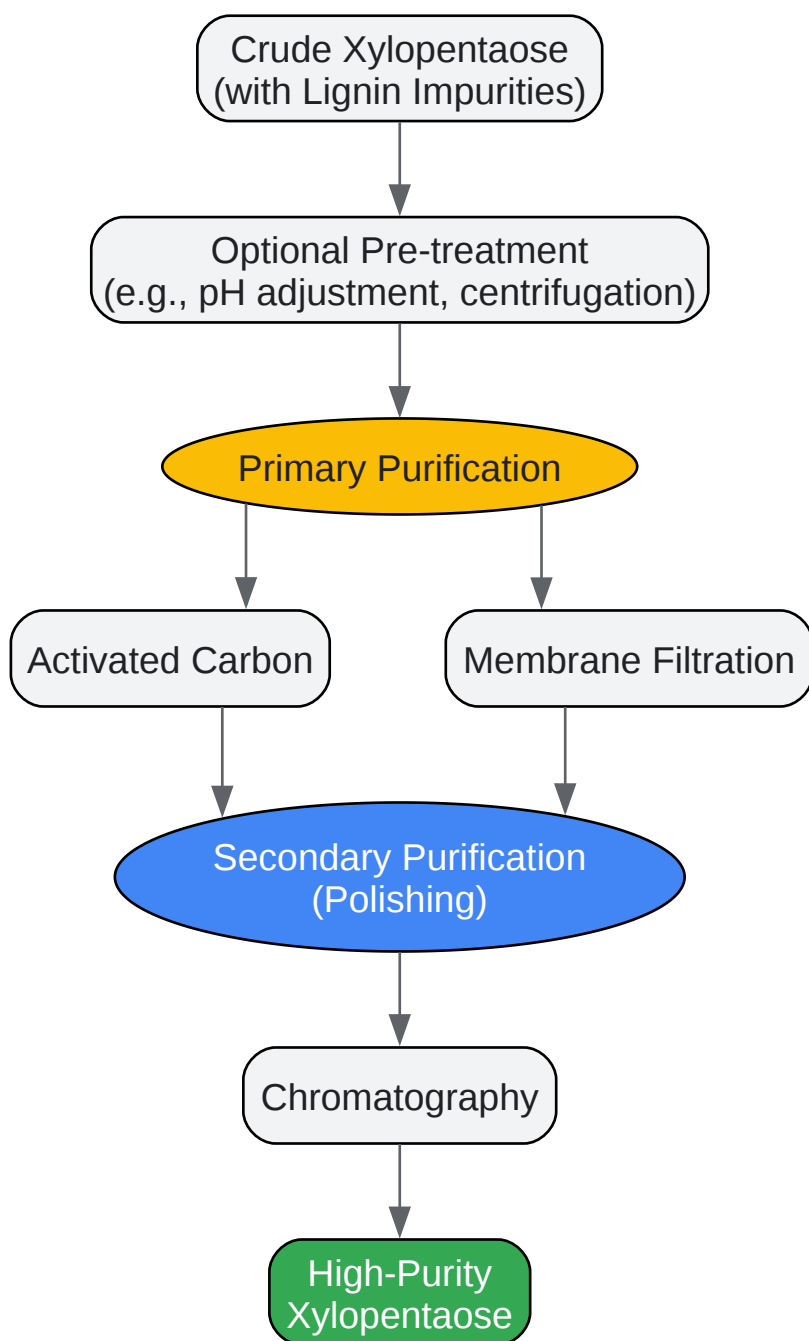 Crude Xylopentaose
(with Lignin Impurities)
Optional Pre-treatment
(e.g., pH adjustment, centrifugation)
Primary Purification
Activated Carbon
Membrane Filtration
Secondary Purification
(Polishing)
Chromatography
High-Purity
Xylopentaose